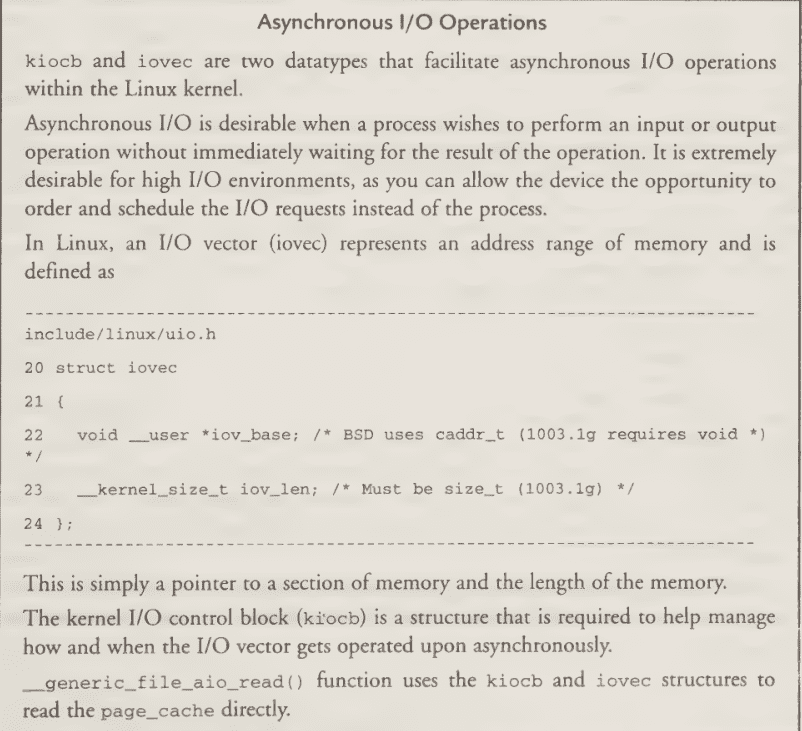 Asynchronous I/O Operations
kiocb and iovec are two datatypes that facilitate asynchronous I/O operations
within the Linux kernel.
Asynchronous I/O is desirable when a process wishes to perform an input or output
operation without immediately waiting for the result of the operation. It is extremely
desirable for high I/O environments, as you can allow the device the opportunity to
order and schedule the I/O requests instead of the process.
In Linux, an I/O vector (iovec) represents an address range of memory and is
defined as
include/linux/uio.h
20 struct iovec
21 {
22   void __user *iov_base; /* BSD uses caddr_t (1003.1g requires void *)
*/
23   __kernel_size_t iov_len; /* Must be size_t (1003.1g) */
24 };
This is simply a pointer to a section of memory and the length of the memory.
The kernel I/O control block (kiocb) is a structure that is required to help manage
how and when the I/O vector gets operated upon asynchronously.
__generic_file_aio_read() function uses the kiocb and iovec structures to
read the page_cache directly.